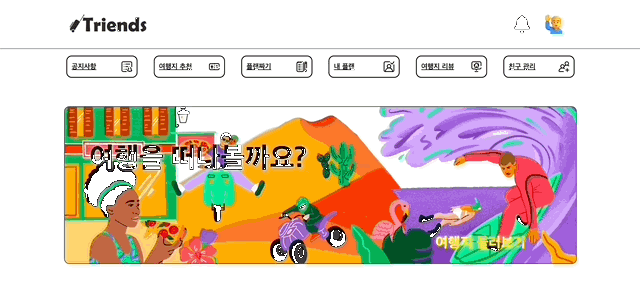 Triends
공지사항
여행지 추천
플랜짜기
내 플랜
여행지 리뷰
친구 관리
여행을 떠나볼까요?
여행지 둘러보기